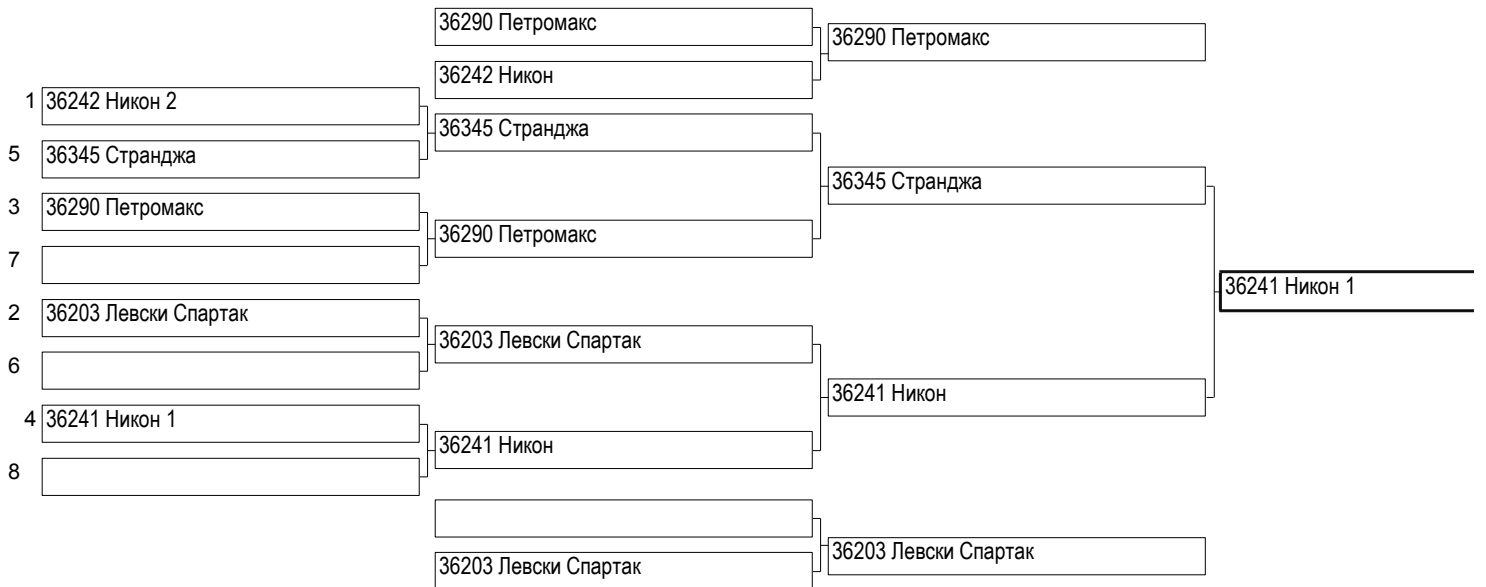 36290 Петромакс
36290 Петромакс
36242 Никон
1 36242 Никон 2
36345 Странджа
5 36345 Странджа
36345 Странджа
3 36290 Петромакс
36290 Петромакс
7
36241 Никон 1
2 36203 Левски Спартак
36203 Левски Спартак
6
36241 Никон
4 36241 Никон 1
36241 Никон
8
36203 Левски Спартак
36203 Левски Спартак